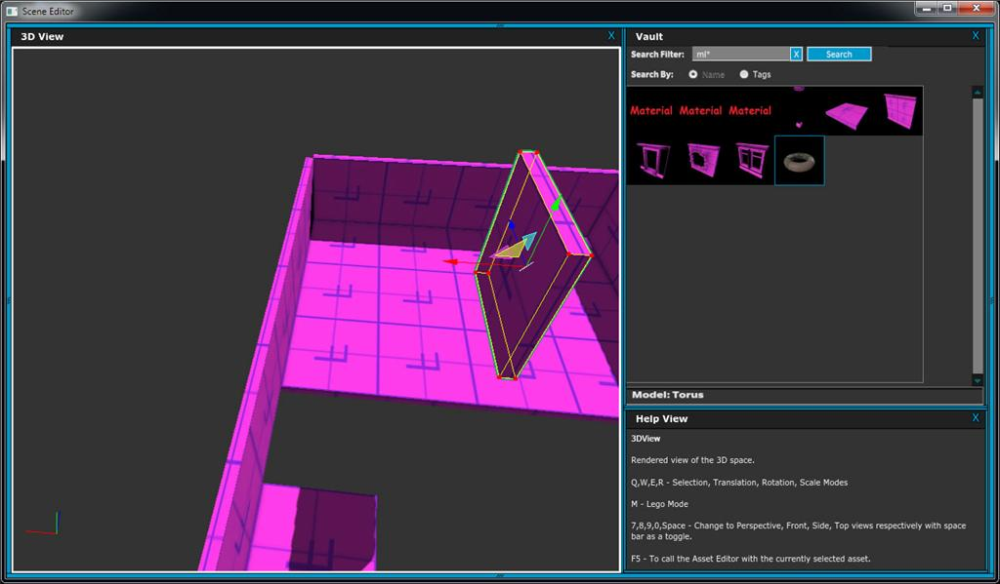 Scene Editor
3D View X
Vault X
Search Filter: ml* X Search
Search By: Name Tags
Material Material Material
Model: Torus
Help View X
3DView
Rendered view of the 3D space.
Q,W,E,R - Selection, Translation, Rotation, Scale Modes
M - Lego Mode
7,8,9,0,Space - Change to Perspective, Front, Side, Top views respectively with space
bar as a toggle.
F5 - To call the Asset Editor with the currently selected asset.